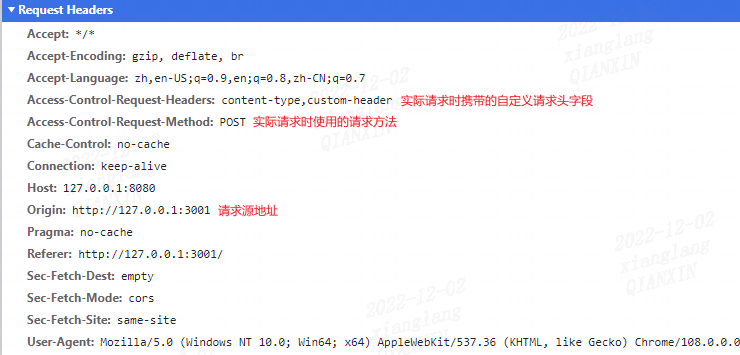 Request Headers
Accept: */*
Accept-Encoding: gzip, deflate, br
Accept-Language: zh,en-US;q=0.9,en;q=0.8,zh-CN;q=0.7
Access-Control-Request-Headers: content-type,custom-header 实际请求时携带的自定义请求头字段
Access-Control-Request-Method: POST 实际请求时使用的请求方法
Cache-Control: no-cache
Connection: keep-alive
Host: 127.0.0.1:8080
Origin: http://127.0.0.1:3001 请求源地址
Pragma: no-cache
Referer: http://127.0.0.1:3001/
Sec-Fetch-Dest: empty
Sec-Fetch-Mode: cors
Sec-Fetch-Site: same-site
User-Agent: Mozilla/5.0 (Windows NT 10.0; Win64; x64) AppleWebKit/537.36 (KHTML, like Gecko) Chrome/108.0.0.0
2022-12-02
xianglang
QIANXIN
2022-12-02
xianglang
QIANXIN
2022-12-02
xianglang
QIANXIN
2022-12-02
xianglang
QIANXIN